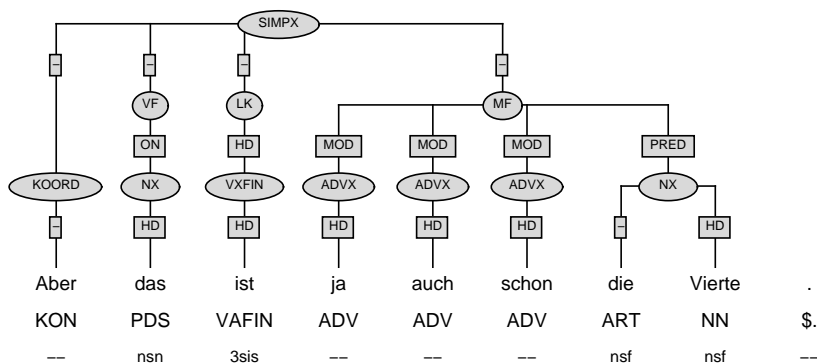 SIMPX
– – – –
VF LK MF
ON HD MOD MOD MOD PRED
KOORD NX VXFIN ADVX ADVX ADVX NX
– HD HD HD HD HD – HD
Aber das ist ja auch schon die Vierte .
KON PDS VAFIN ADV ADV ADV ART NN $.
–– nsn 3sis –– –– –– nsf nsf ––